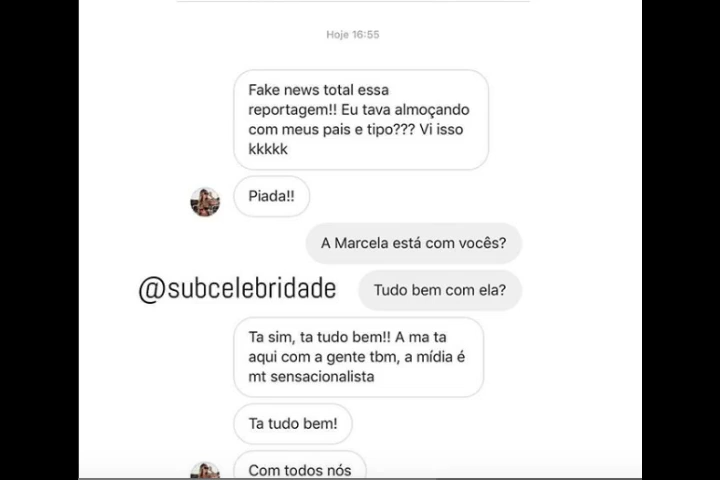 Hoje 16:55
Fake news total essa
reportagem!! Eu tava almoçando
com meus pais e tipo??? Vi isso
kkkkk
Piada!!
A Marcela está com vocês?
@subcelebridade
Tudo bem com ela?
Ta sim, ta tudo bem!! A ma ta
aqui com a gente tbm, a mídia é
mt sensacionalista
Ta tudo bem!
Com todos nós